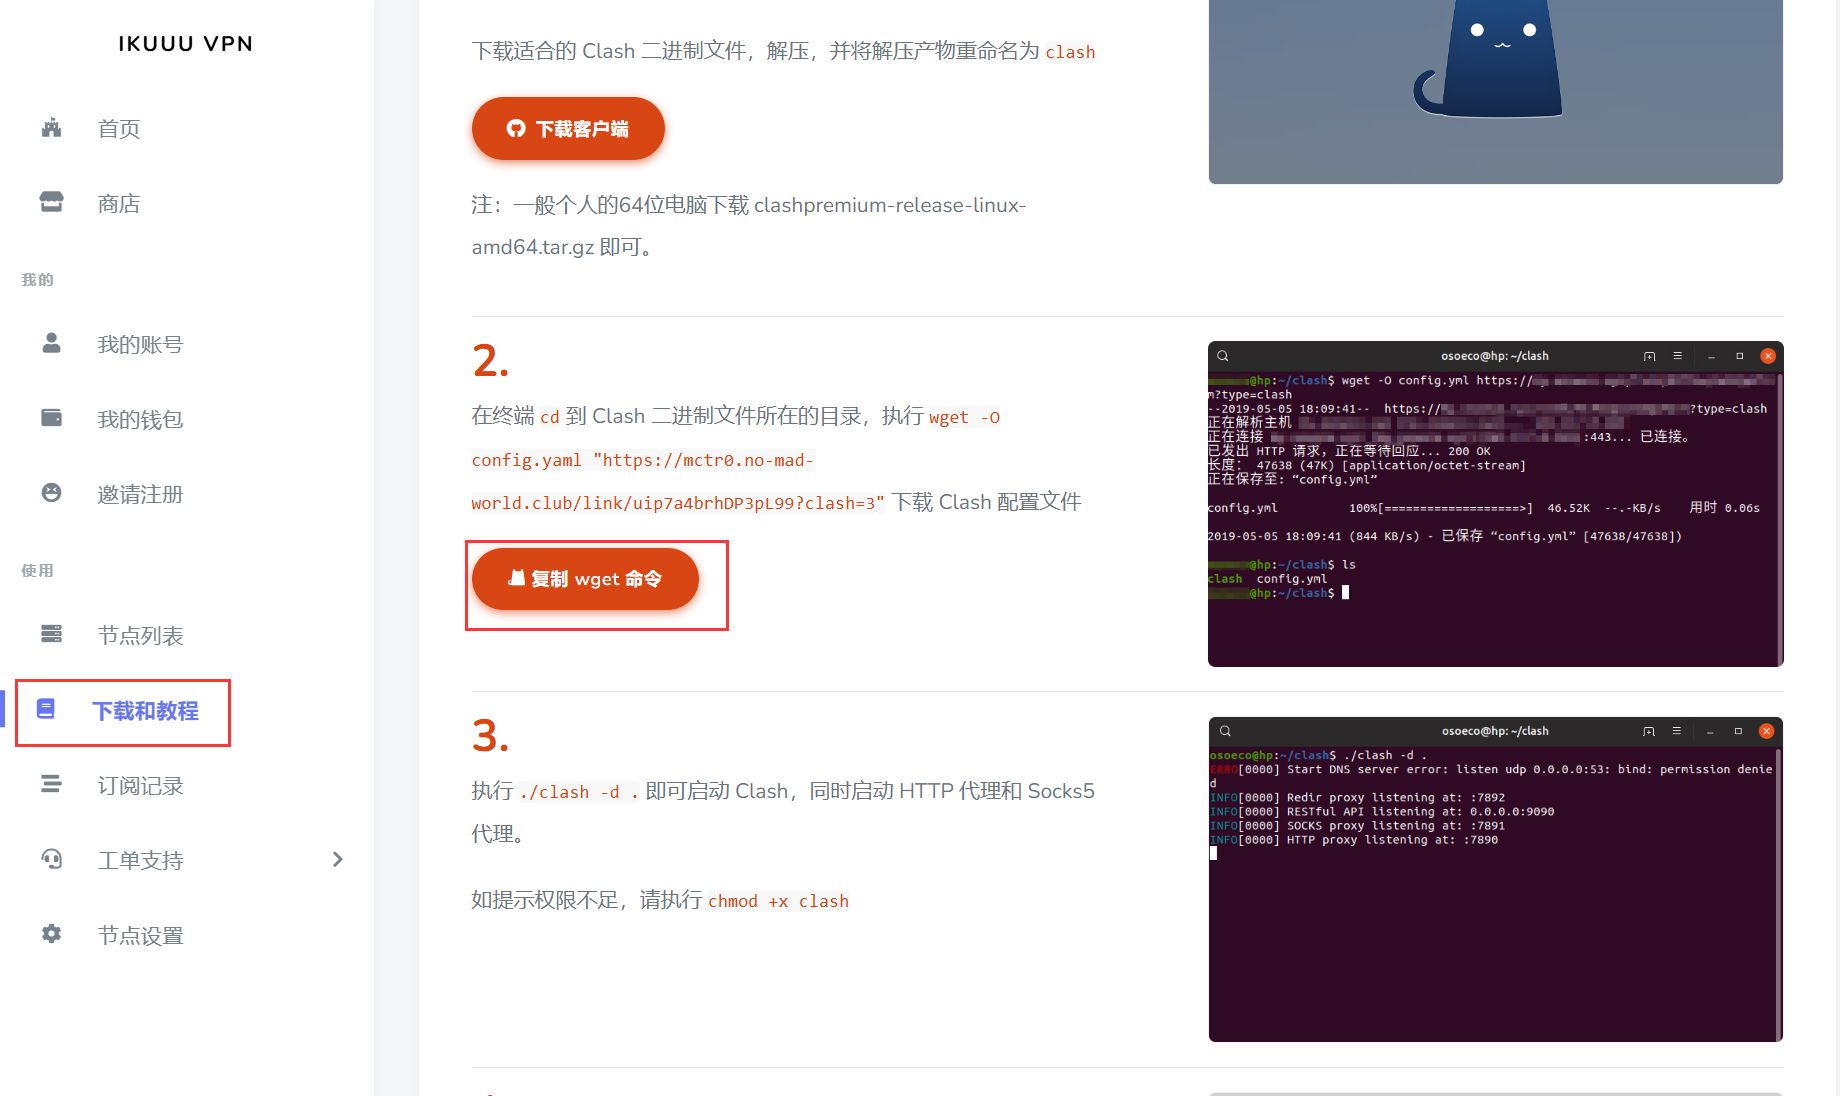 IKUUU VPN
首页
商店
我的
我的账号
我的钱包
邀请注册
使用
节点列表
下载和教程
订阅记录
工单支持
节点设置
下载适合的 Clash 二进制文件，解压，并将解压产物重命名为 clash
下载客户端
注：一般个人的64位电脑下载 clashpremium-release-linux-
amd64.tar.gz 即可。
2.
在终端 cd 到 Clash 二进制文件所在的目录，执行 wget -O
config.yaml "https://mctr0.no-mad-
world.club/link/uip7a4brhDP3pL99?clash=3" 下载 Clash 配置文件
复制 wget 命令
osoeco@hp: ~/clash
@hp:~/clash$ wget -O config.yml https://
m?type=clash
--2019-05-05 18:09:41-- https:// ?type=clash
正在解析主机
正在连接 :443... 已连接。
已发出 HTTP 请求，正在等待回应... 200 OK
长度： 47638 (47K) [application/octet-stream]
正在保存至: “config.yml”
config.yml 100%[===================>] 46.52K --.-KB/s 用时 0.06s
2019-05-05 18:09:41 (844 KB/s) - 已保存 “config.yml” [47638/47638])
@hp:~/clash$ ls
clash config.yml
@hp:~/clash$
3.
执行 ./clash -d . 即可启动 Clash，同时启动 HTTP 代理和 Socks5
代理。
如提示权限不足，请执行 chmod +x clash
osoeco@hp: ~/clash
osoeco@hp:~/clash$ ./clash -d .
ERRO[0000] Start DNS server error: listen udp 0.0.0.0:53: bind: permission denie
d
INFO[0000] Redir proxy listening at: :7892
INFO[0000] RESTful API listening at: 0.0.0.0:9090
INFO[0000] SOCKS proxy listening at: :7891
INFO[0000] HTTP proxy listening at: :7890